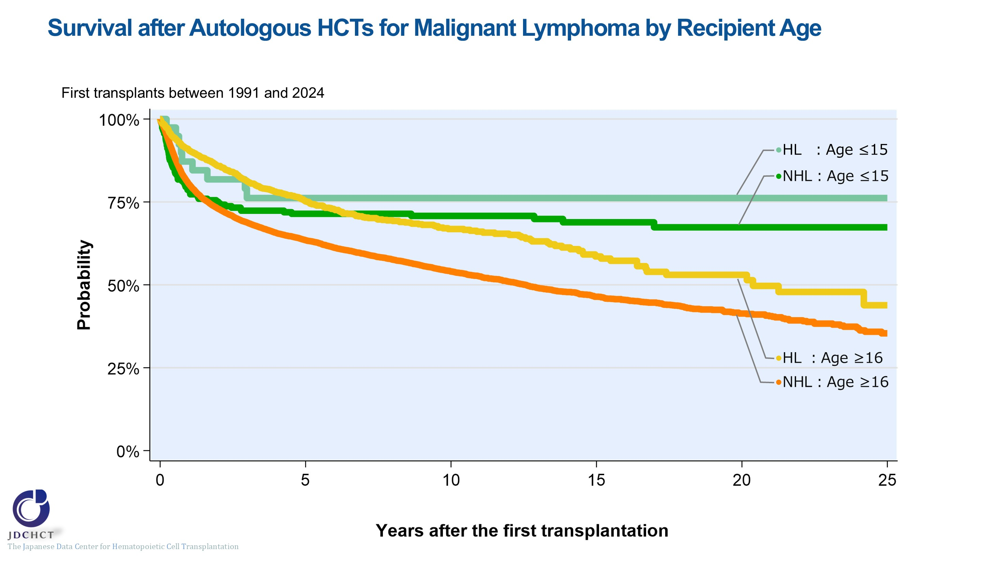 Survival after Autologous HCTs for Malignant Lymphoma by Recipient Age
First transplants between 1991 and 2024
100%
75%
50%
25%
0%
Probability
HL : Age ≤15
NHL : Age ≤15
HL : Age ≥16
NHL : Age ≥16
0 5 10 15 20 25
Years after the first transplantation
JDCHCT
The Japanese Data Center for Hematopoietic Cell Transplantation